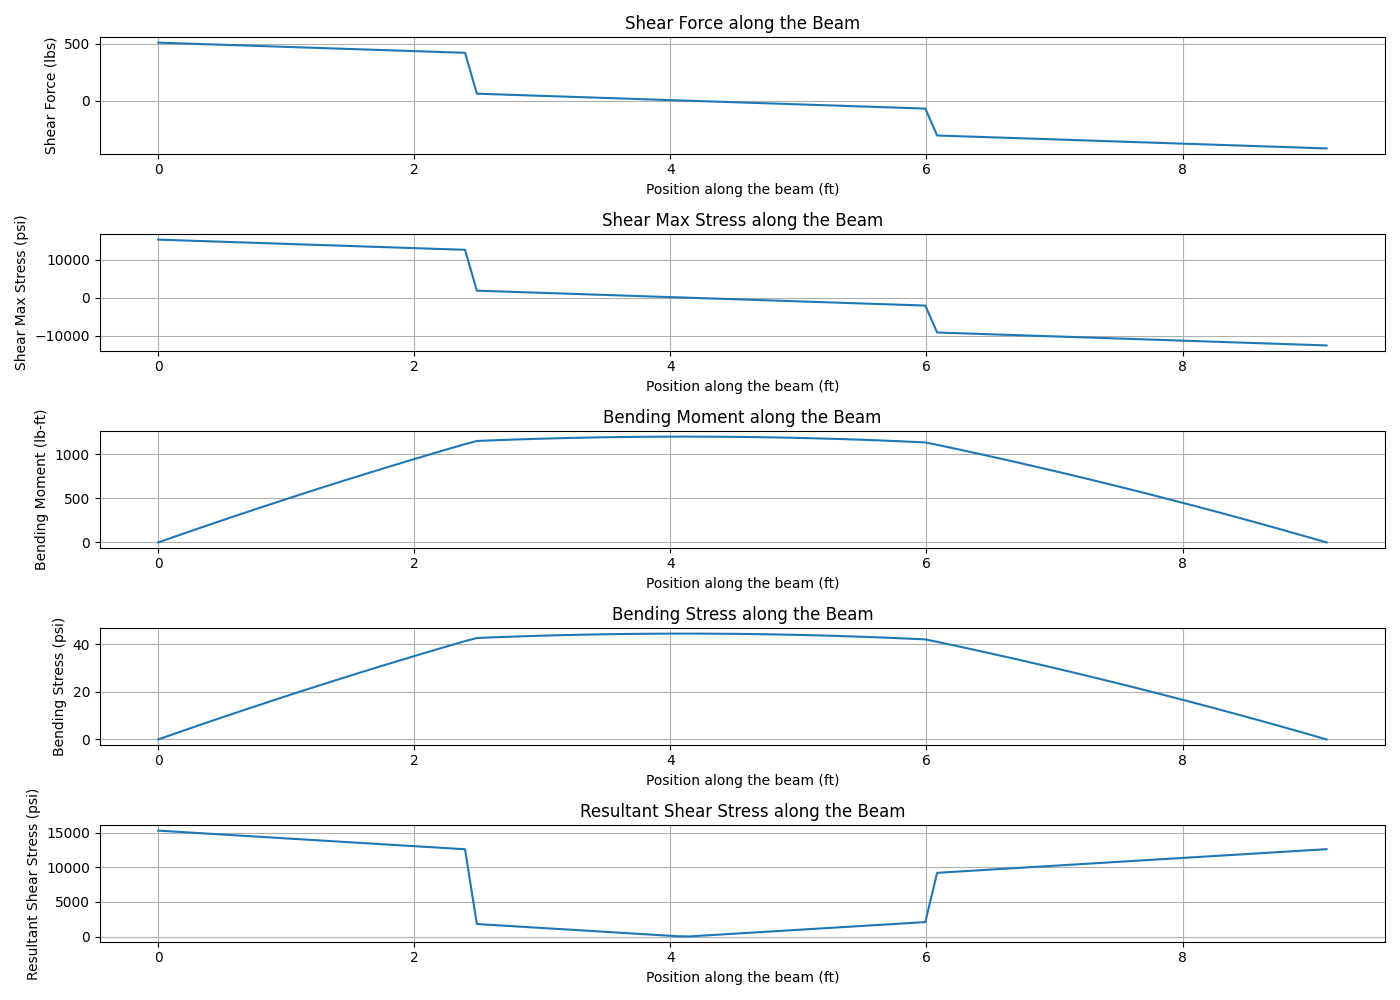 Shear Force along the Beam
Shear Force (lbs)
500
0
0 2 4 6 8
Position along the beam (ft)
Shear Max Stress along the Beam
Shear Max Stress (psi)
10000
0
−10000
0 2 4 6 8
Position along the beam (ft)
Bending Moment along the Beam
Bending Moment (lb-ft)
1000
500
0
0 2 4 6 8
Position along the beam (ft)
Bending Stress along the Beam
Bending Stress (psi)
40
20
0
0 2 4 6 8
Position along the beam (ft)
Resultant Shear Stress along the Beam
Resultant Shear Stress (psi)
15000
10000
5000
0
0 2 4 6 8
Position along the beam (ft)